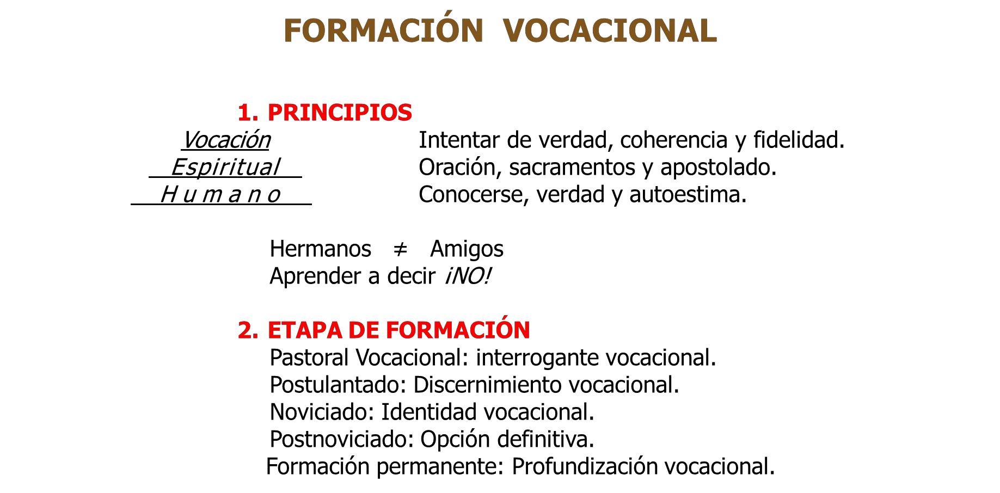 FORMACIÓN VOCACIONAL
1. PRINCIPIOS
Vocación Intentar de verdad, coherencia y fidelidad.
Espiritual Oración, sacramentos y apostolado.
H u m a n o Conocerse, verdad y autoestima.
Hermanos ≠ Amigos
Aprender a decir ¡NO!
2. ETAPA DE FORMACIÓN
Pastoral Vocacional: interrogante vocacional.
Postulantado: Discernimiento vocacional.
Noviciado: Identidad vocacional.
Postnoviciado: Opción definitiva.
Formación permanente: Profundización vocacional.